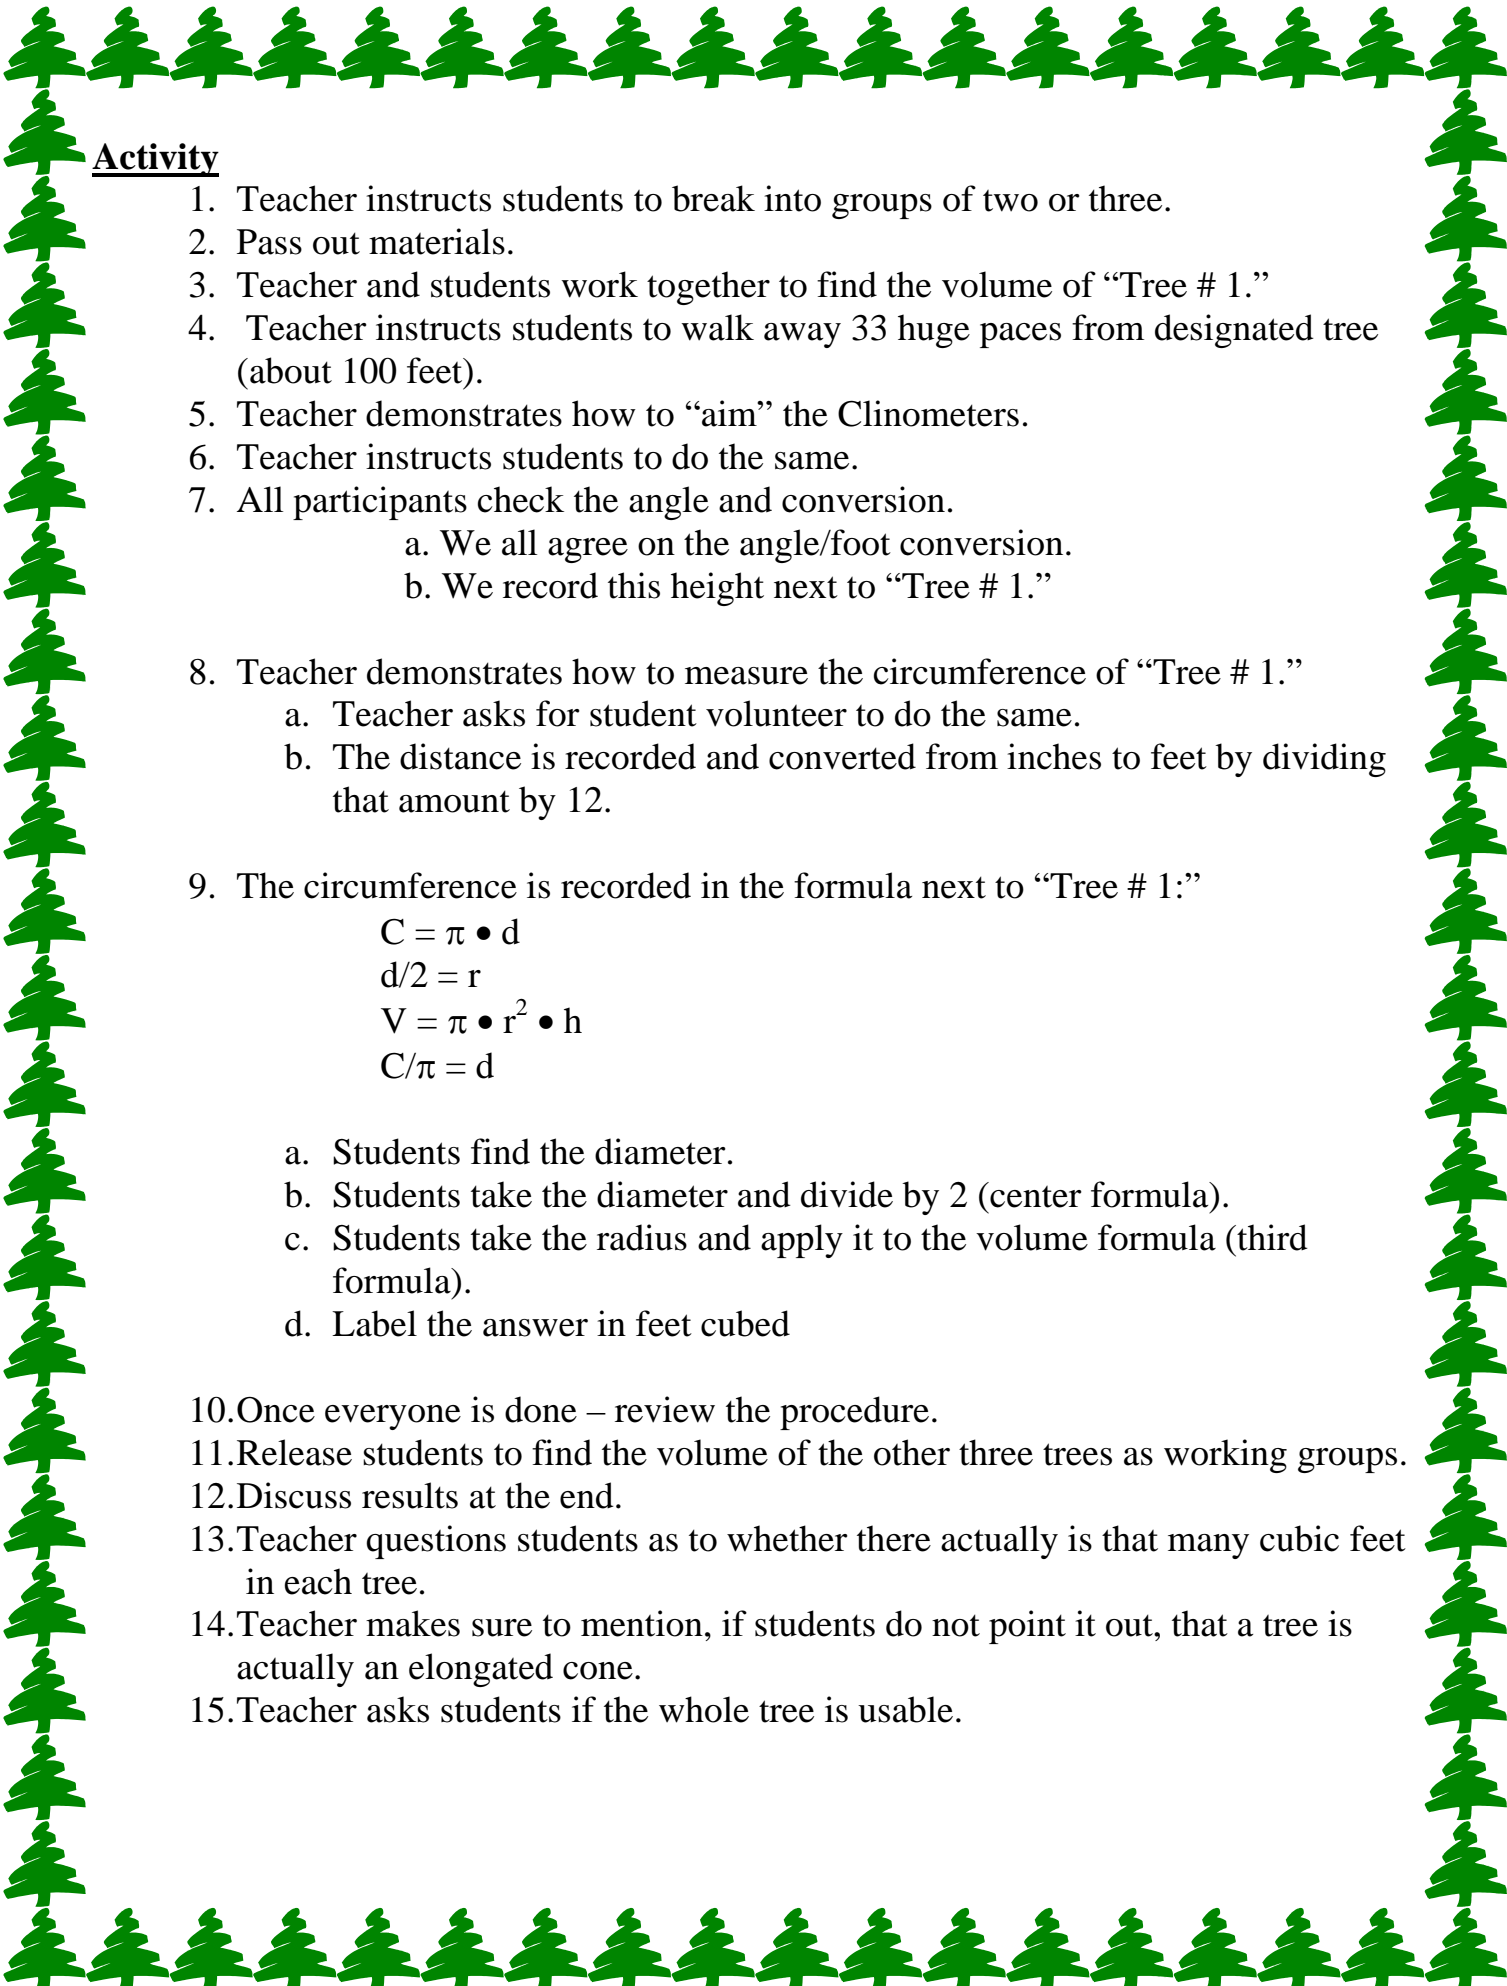 Activity
1. Teacher instructs students to break into groups of two or three.
2. Pass out materials.
3. Teacher and students work together to find the volume of “Tree # 1.”
4. Teacher instructs students to walk away 33 huge paces from designated tree
(about 100 feet).
5. Teacher demonstrates how to “aim” the Clinometers.
6. Teacher instructs students to do the same.
7. All participants check the angle and conversion.
a. We all agree on the angle/foot conversion.
b. We record this height next to “Tree # 1.”
8. Teacher demonstrates how to measure the circumference of “Tree # 1.”
a. Teacher asks for student volunteer to do the same.
b. The distance is recorded and converted from inches to feet by dividing
that amount by 12.
9. The circumference is recorded in the formula next to “Tree # 1:”
C = π • d
d/2 = r
V = π • r² • h
C/π = d
a. Students find the diameter.
b. Students take the diameter and divide by 2 (center formula).
c. Students take the radius and apply it to the volume formula (third
formula).
d. Label the answer in feet cubed
10.Once everyone is done – review the procedure.
11.Release students to find the volume of the other three trees as working groups.
12.Discuss results at the end.
13.Teacher questions students as to whether there actually is that many cubic feet
in each tree.
14.Teacher makes sure to mention, if students do not point it out, that a tree is
actually an elongated cone.
15.Teacher asks students if the whole tree is usable.